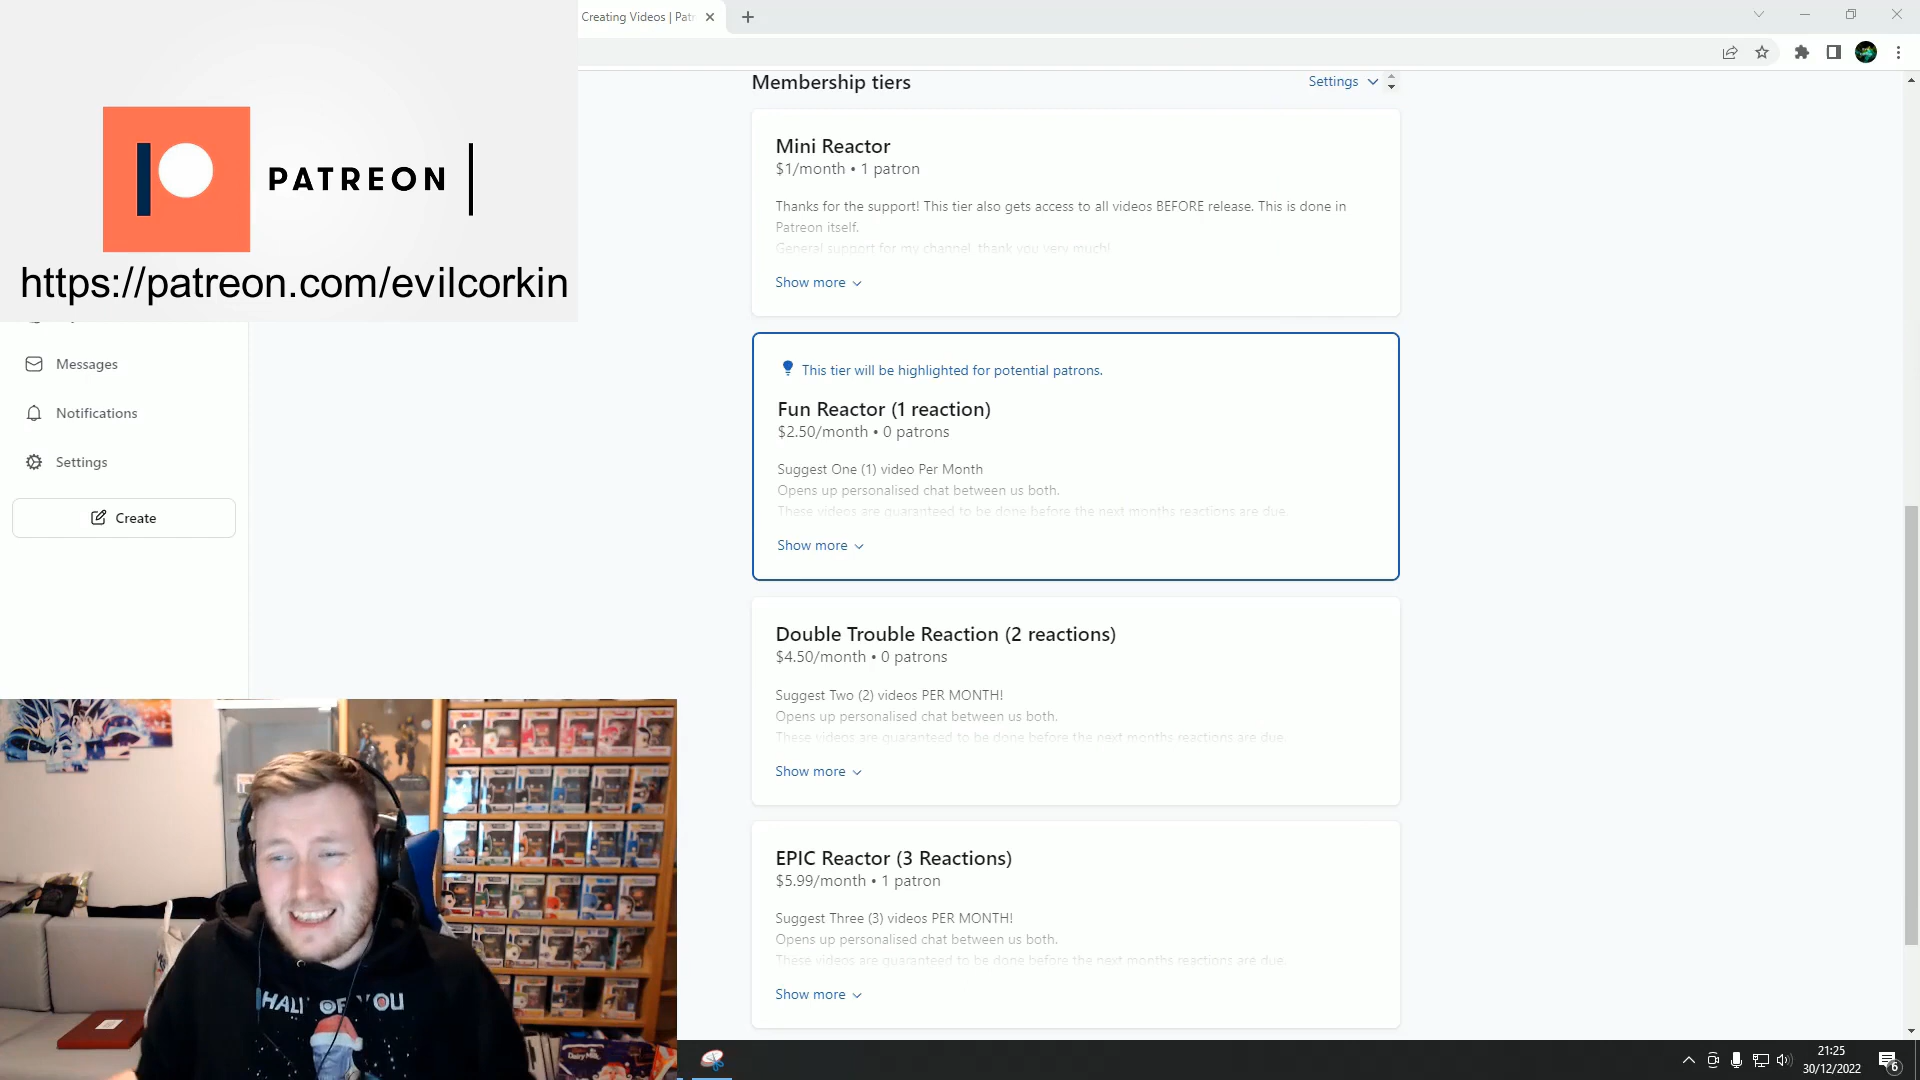 Creating Videos | Pat
PATREON
https://patreon.com/evilcorkin
Membership tiers
Settings
Mini Reactor
$1/month • 1 patron
Thanks for the support! This tier also gets access to all videos BEFORE release. This is done in
Patreon itself.
General support for my channel, thank you very much!
Show more
This tier will be highlighted for potential patrons.
Fun Reactor (1 reaction)
$2.50/month • 0 patrons
Suggest One (1) video Per Month
Opens up personalised chat between us both.
These videos are guaranteed to be done before the next months reactions are due.
Show more
Messages
Notifications
Settings
Create
Double Trouble Reaction (2 reactions)
$4.50/month • 0 patrons
Suggest Two (2) videos PER MONTH!
Opens up personalised chat between us both.
These videos are guaranteed to be done before the next months reactions are due.
Show more
EPIC Reactor (3 Reactions)
$5.99/month • 1 patron
Suggest Three (3) videos PER MONTH!
Opens up personalised chat between us both.
These videos are guaranteed to be done before the next months reactions are due.
Show more
OF YOU
Dairy Milk
21:25
30/12/2022
6